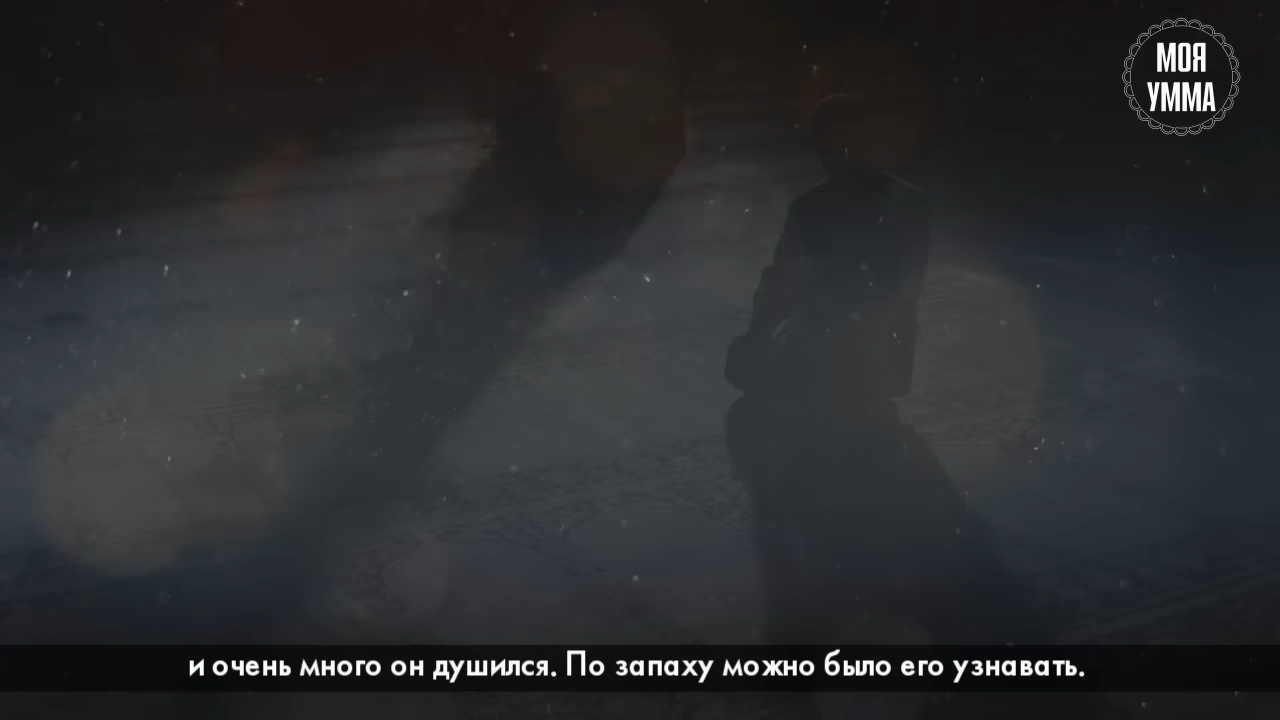 МОЯ
УММА
и очень много он душился. По запаху можно было его узнавать.